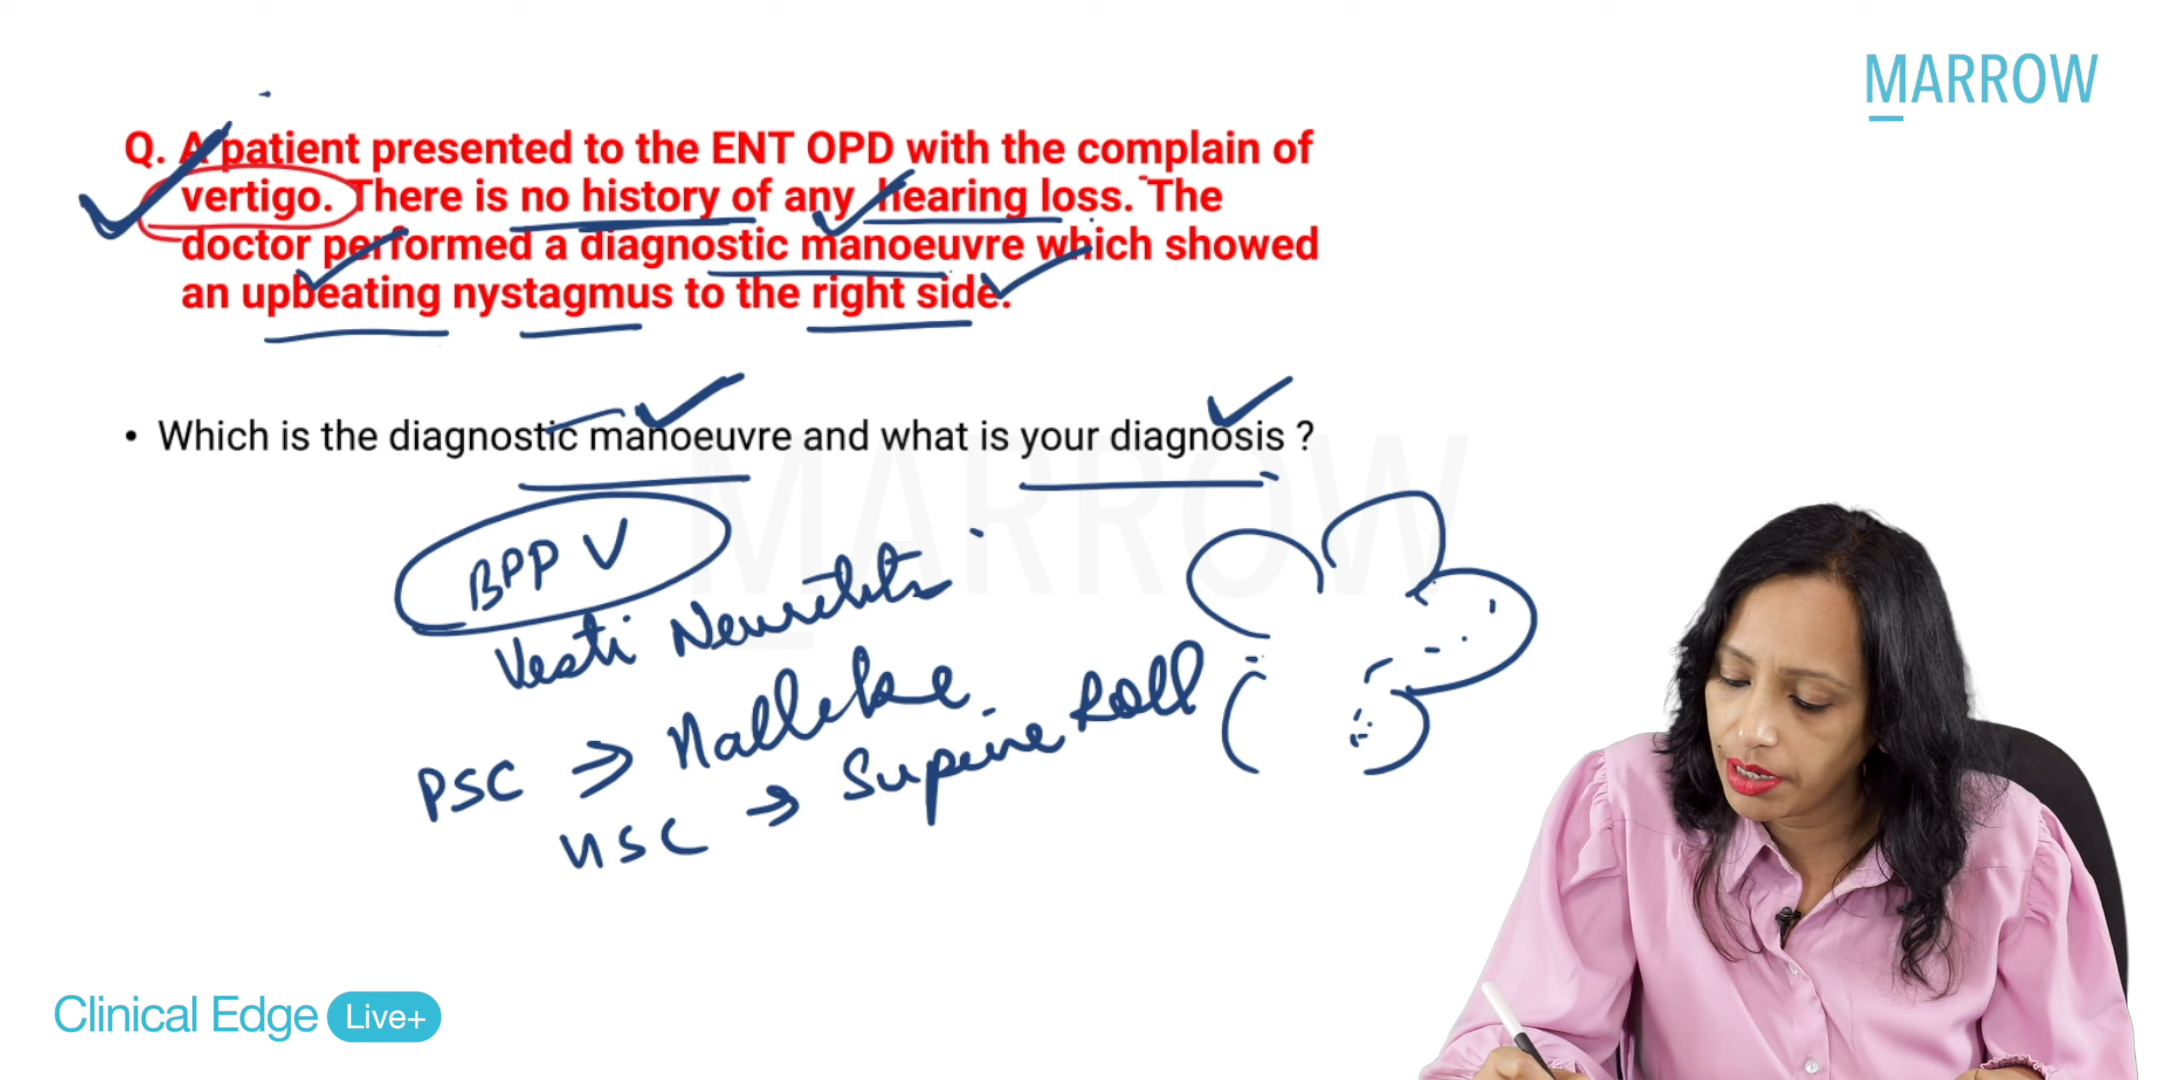 MARROW
Q. A patient presented to the ENT OPD with the complain of
vertigo. There is no history of any hearing loss. The
doctor performed a diagnostic manoeuvre which showed
an upbeating nystagmus to the right side.
• Which is the diagnostic manoeuvre and what is your diagnosis ?
MARROW
BPPV
Vesti Neuritis
PSC ⇒
HSC → Supine Roll
Clinical Edge Live+